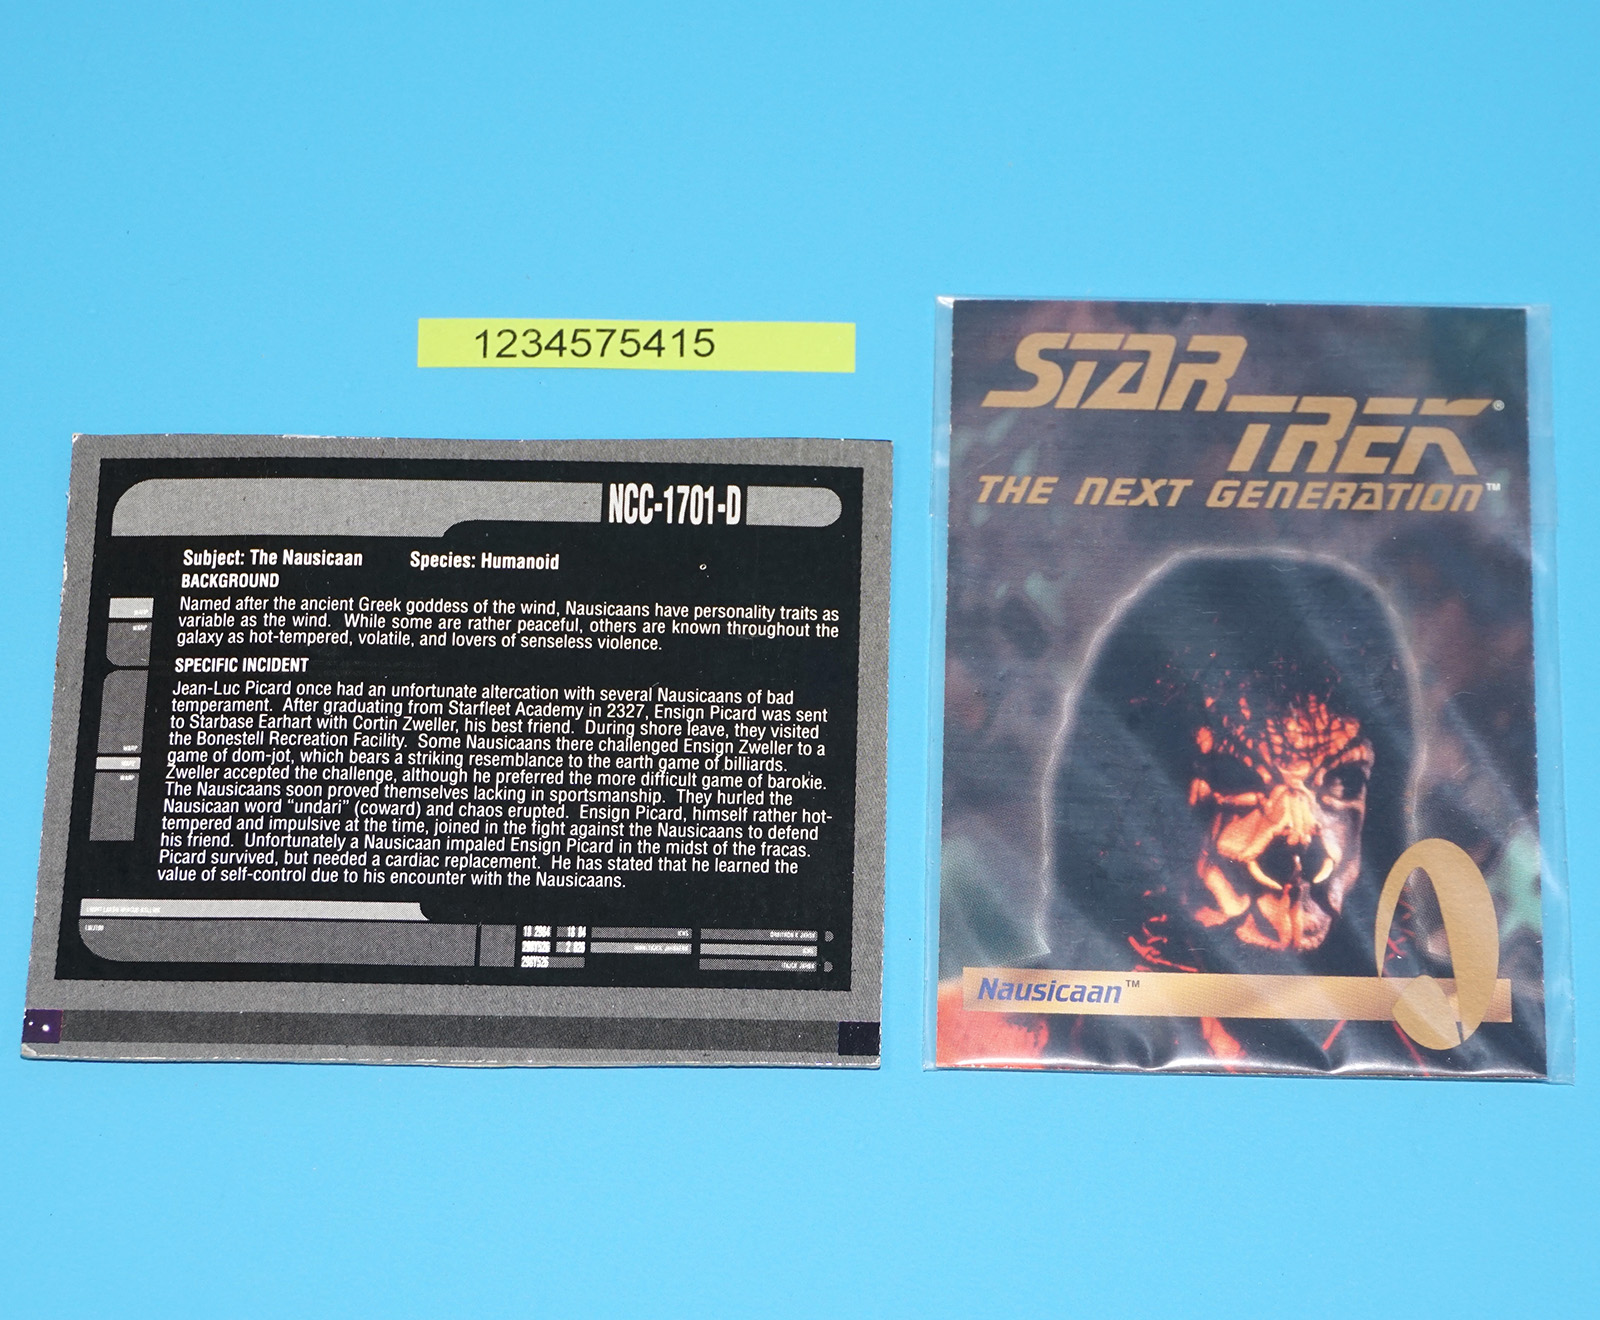 1234575415
NCC-1701-D
Subject: The Nausicaan Species: Humanoid
BACKGROUND
Named after the ancient Greek goddess of the wind, Nausicaans have personality traits as
variable as the wind. While some are rather peaceful, others are known throughout the
galaxy as hot-tempered, volatile, and lovers of senseless violence.
SPECIFIC INCIDENT
Jean-Luc Picard once had an unfortunate altercation with several Nausicaans of bad
temperament. After graduating from Starfleet Academy in 2327, Ensign Picard was sent
to Starbase Earhart with Cortin Zweller, his best friend. During shore leave, they visited
the Bonestell Recreation Facility. Some Nausicaans there challenged Ensign Zweller to a
game of dom-jot, which bears a striking resemblance to the earth game of billiards.
Zweller accepted the challenge, although he preferred the more difficult game of barokie.
The Nausicaans soon proved themselves lacking in sportsmanship. They hurled the
Nausicaan word “undari” (coward) and chaos erupted. Ensign Picard, himself rather hot-
tempered and impulsive at the time, joined in the fight against the Nausicaans to defend
his friend. Unfortunately a Nausicaan impaled Ensign Picard in the midst of the fracas.
Picard survived, but needed a cardiac replacement. He has stated that he learned the
value of self-control due to his encounter with the Nausicaans.
STAR
TREK®
THE NEXT GENERATION™
Nausicaan™